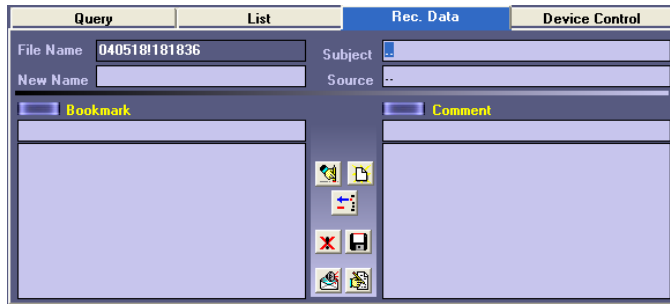 Query List Rec. Data Device Control
File Name 040518!181836 Subject ..
New Name Source ..
Bookmark Comment